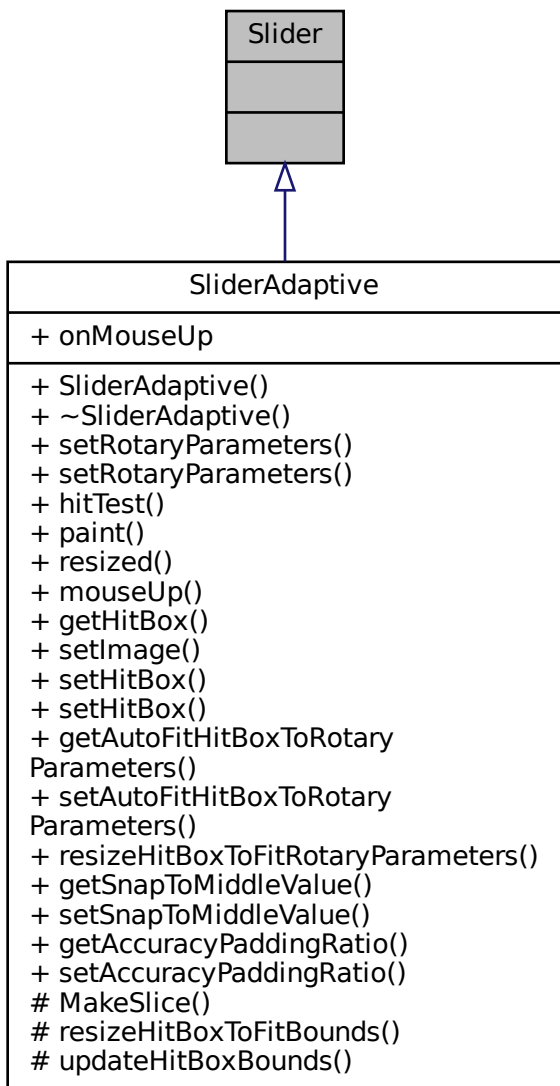 Slider
SliderAdaptive
+ onMouseUp
+ SliderAdaptive()
+ ~SliderAdaptive()
+ setRotaryParameters()
+ setRotaryParameters()
+ hitTest()
+ paint()
+ resized()
+ mouseUp()
+ getHitBox()
+ setImage()
+ setHitBox()
+ setHitBox()
+ getAutoFitHitBoxToRotary
Parameters()
+ setAutoFitHitBoxToRotary
Parameters()
+ resizeHitBoxToFitRotaryParameters()
+ getSnapToMiddleValue()
+ setSnapToMiddleValue()
+ getAccuracyPaddingRatio()
+ setAccuracyPaddingRatio()
# MakeSlice()
# resizeHitBoxToFitBounds()
# updateHitBoxBounds()